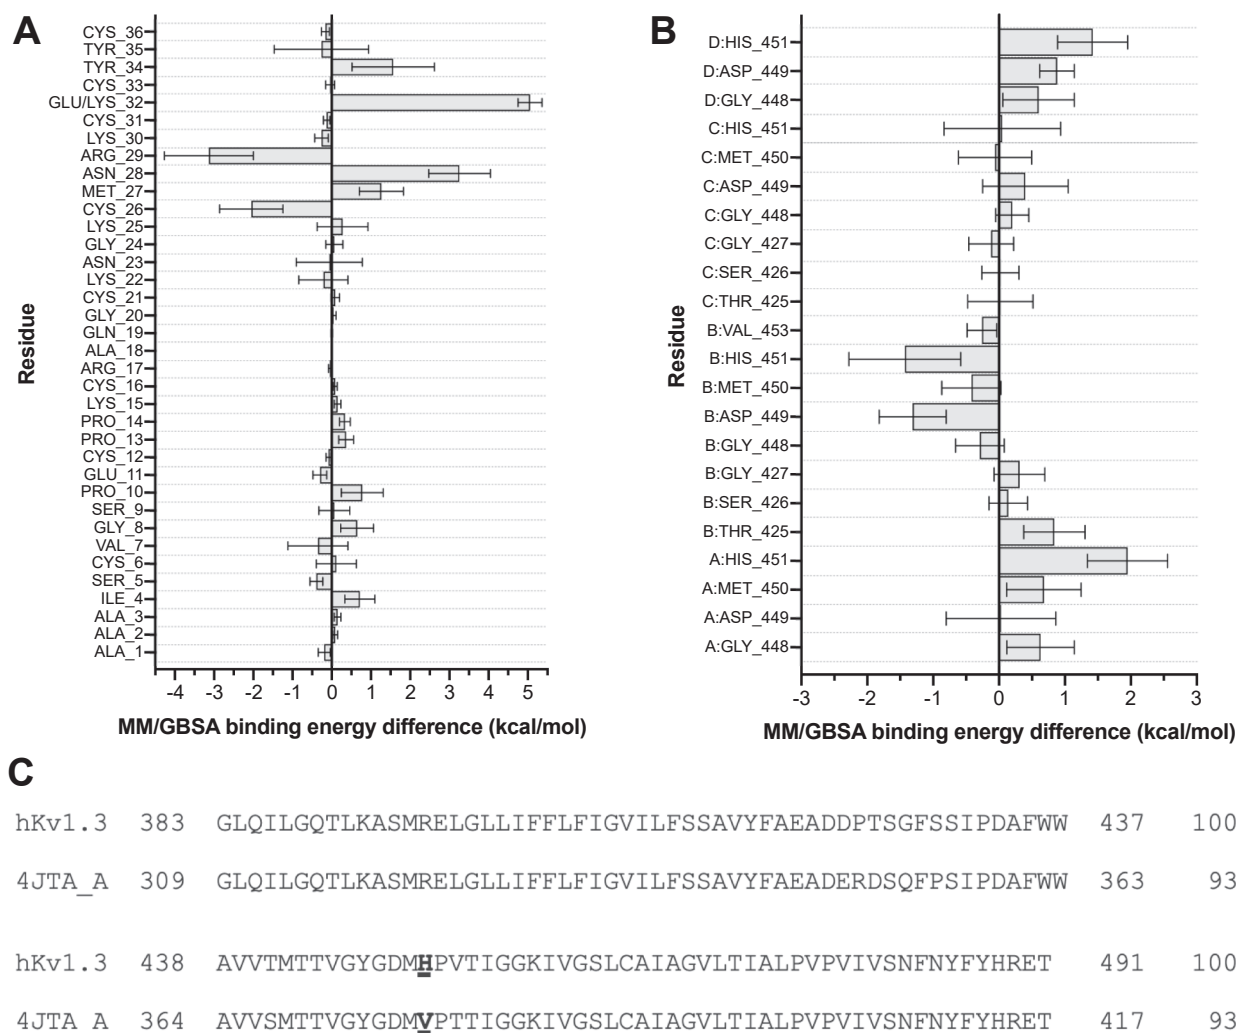 A
CYS_36
TYR_35
TYR_34
CYS_33
GLU/LYS_32
CYS_31
LYS_30
ARG_29
ASN_28
MET_27
CYS_26
LYS_25
GLY_24
ASN_23
LYS_22
CYS_21
GLY_20
GLN_19
ALA_18
ARG_17
CYS_16
LYS_15
PRO_14
PRO_13
CYS_12
GLU_11
PRO_10
SER_9
GLY_8
VAL_7
CYS_6
SER_5
ILE_4
ALA_3
ALA_2
ALA_1
Residue
-4 -3 -2 -1 0 1 2 3 4 5
MM/GBSA binding energy difference (kcal/mol)
B
D:HIS_451
D:ASP_449
D:GLY_448
C:HIS_451
C:MET_450
C:ASP_449
C:GLY_448
C:GLY_427
C:SER_426
C:THR_425
B:VAL_453
B:HIS_451
B:MET_450
B:ASP_449
B:GLY_448
B:GLY_427
B:SER_426
B:THR_425
A:HIS_451
A:MET_450
A:ASP_449
A:GLY_448
Residue
-3 -2 -1 0 1 2 3
MM/GBSA binding energy difference (kcal/mol)
C
hKv1.3 383 GLQILGQTLKASMRELGLLIFFLFIGVILFSSAVYFAEADDPTSGFSSIPDAFWW 437 100
4JTA_A 309 GLQILGQTLKASMRELGLLIFFLFIGVILFSSAVYFAEADERDSQFPSIPDAFWW 363 93
hKv1.3 438 AVVTMTTVGYGDMHPVTIGGKIVGSLCAIAGVLTIALPVPVIVSNFNYFYHRET 491 100
4JTA A 364 AVVSMTTVGYGDMVPTTIGGKIVGSLCAIAGVLTIALPVPVIVSNFNYFYHRET 417 93